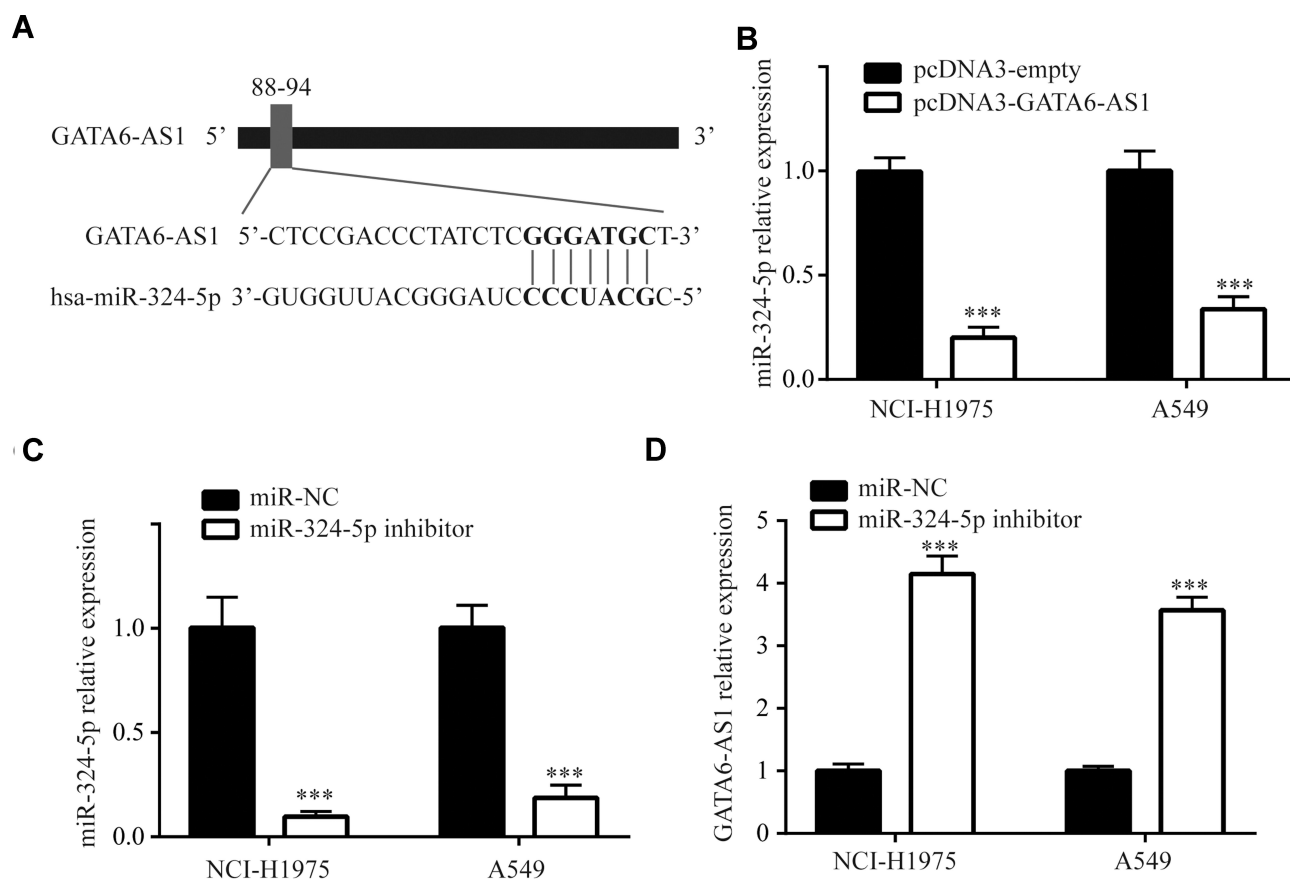 A
88-94
GATA6-AS1 5’ 3’
GATA6-AS1 5’-CTCCGACCCTATCTCGGGATGCT-3’
hsa-miR-324-5p 3’-GUGGUUACGGGAUCCCCUACGC-5’
B
pcDNA3-empty
pcDNA3-GATA6-AS1
miR-324-5p relative expression
1.0
0.5
0.0
***
***
NCI-H1975 A549
C
miR-NC
miR-324-5p inhibitor
miR-324-5p relative expression
1.0
0.5
0.0
***
***
NCI-H1975 A549
D
miR-NC
miR-324-5p inhibitor
GATA6-AS1 relative expression
5
4
3
2
1
0
***
***
NCI-H1975 A549